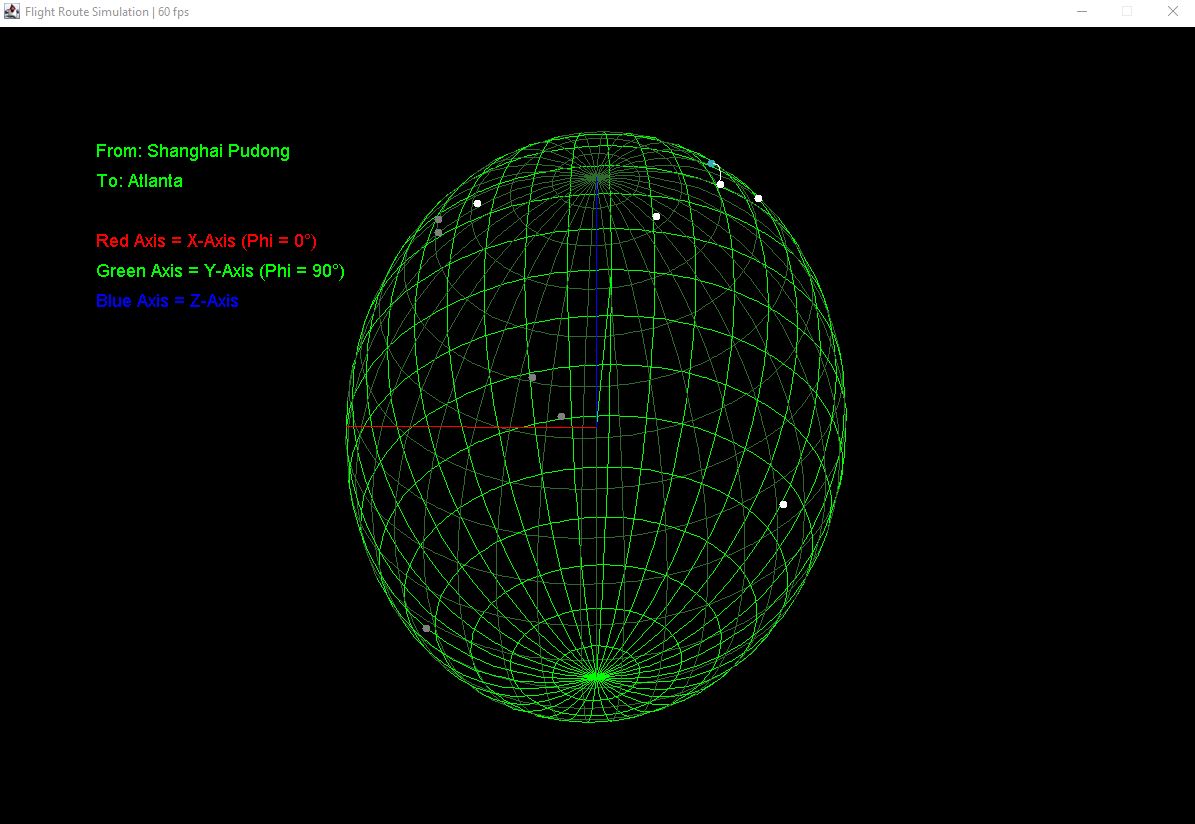 Flight Route Simulation | 60 fps
From: Shanghai Pudong
To: Atlanta
Red Axis = X-Axis (Phi = 0°)
Green Axis = Y-Axis (Phi = 90°)
Blue Axis = Z-Axis